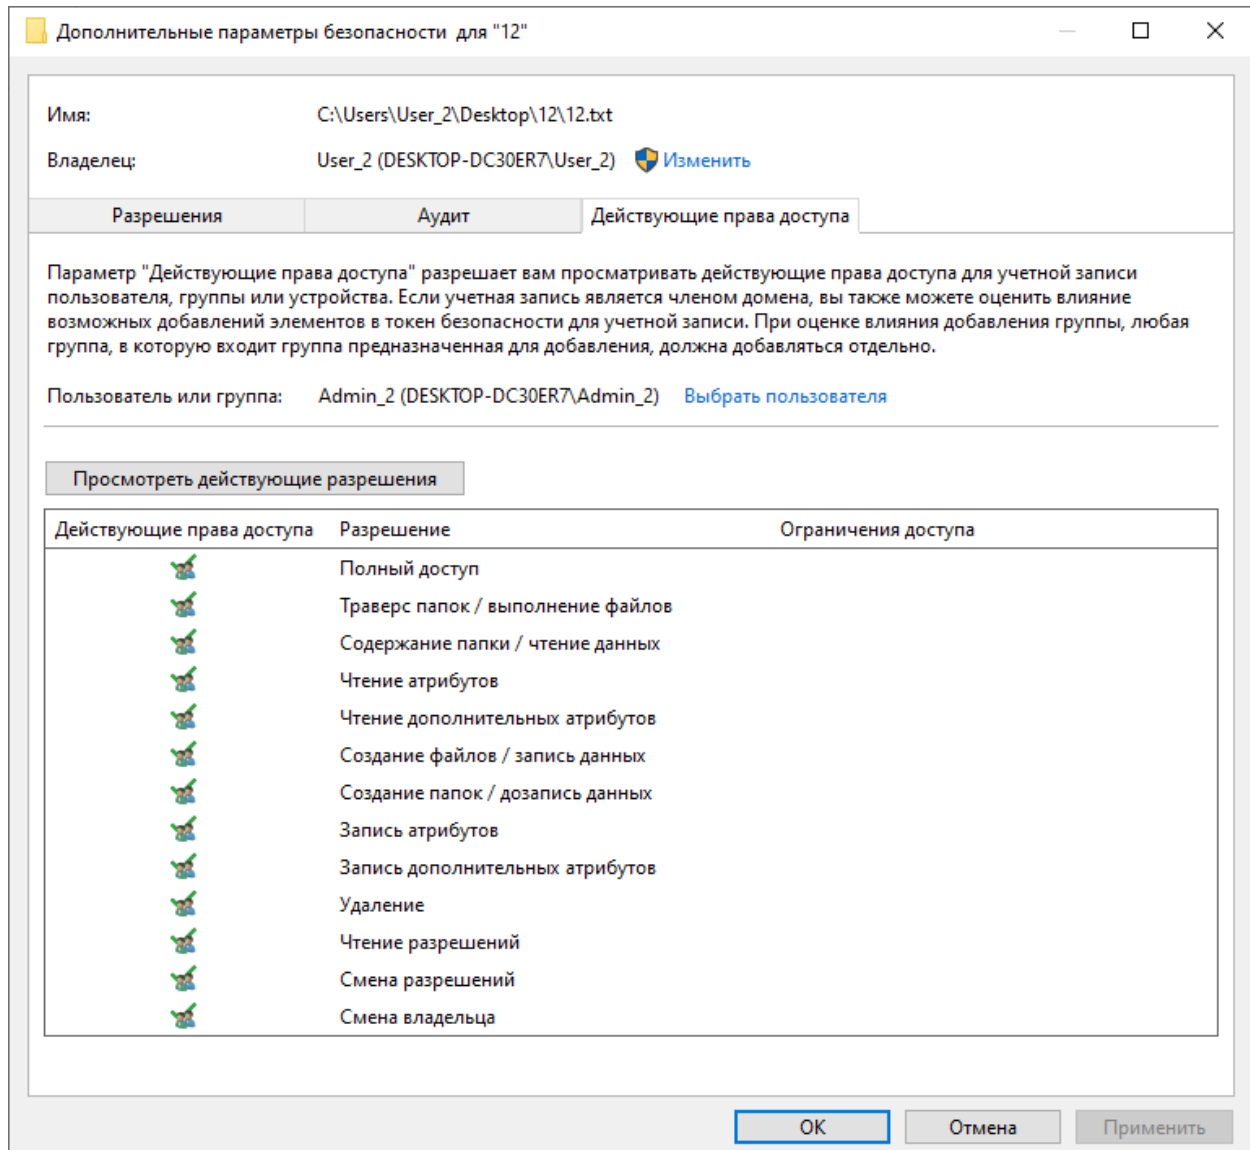 Дополнительные параметры безопасности для "12"
Имя: C:\Users\User_2\Desktop\12\12.txt
Владелец: User_2 (DESKTOP-DC30ER7\User_2) Изменить
Разрешения Аудит Действующие права доступа
Параметр "Действующие права доступа" разрешает вам просматривать действующие права доступа для учетной записи
пользователя, группы или устройства. Если учетная запись является членом домена, вы также можете оценить влияние
возможных добавлений элементов в токен безопасности для учетной записи. При оценке влияния добавления группы, любая
группа, в которую входит группа предназначенная для добавления, должна добавляться отдельно.
Пользователь или группа: Admin_2 (DESKTOP-DC30ER7\Admin_2) Выбрать пользователя
Просмотреть действующие разрешения
Действующие права доступа Разрешение Ограничения доступа
Полный доступ
Траверс папок / выполнение файлов
Содержание папки / чтение данных
Чтение атрибутов
Чтение дополнительных атрибутов
Создание файлов / запись данных
Создание папок / дозапись данных
Запись атрибутов
Запись дополнительных атрибутов
Удаление
Чтение разрешений
Смена разрешений
Смена владельца
ОК Отмена Применить